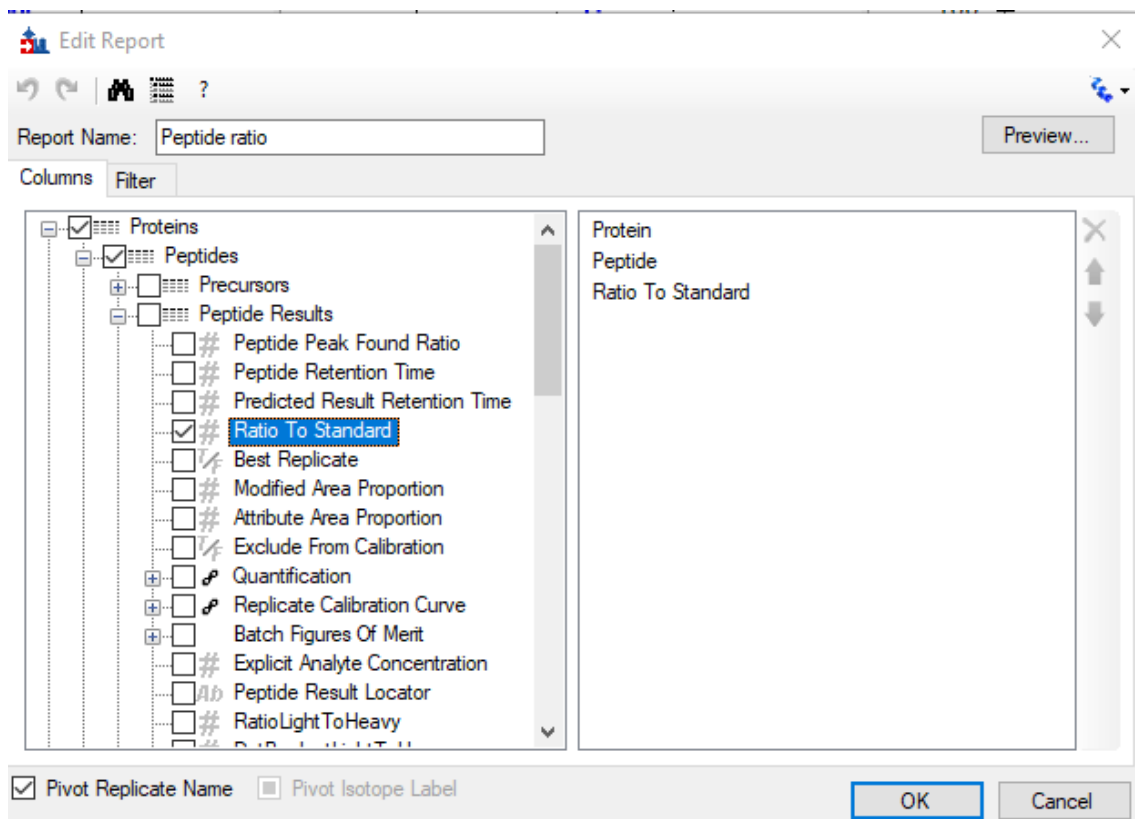 Edit Report
?
Report Name: Peptide ratio
Preview...
Columns Filter
Proteins
Peptides
Precursors
Peptide Results
# Peptide Peak Found Ratio
# Peptide Retention Time
# Predicted Result Retention Time
# Ratio To Standard
T/F Best Replicate
# Modified Area Proportion
# Attribute Area Proportion
T/F Exclude From Calibration
Quantification
Replicate Calibration Curve
Batch Figures Of Merit
# Explicit Analyte Concentration
Ab Peptide Result Locator
# RatioLightToHeavy
Protein
Peptide
Ratio To Standard
Pivot Replicate Name Pivot Isotope Label
OK Cancel